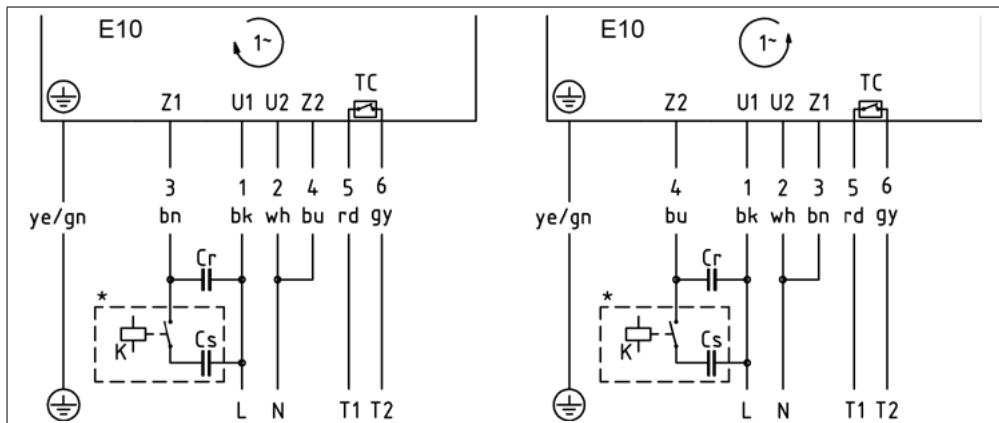 E10
1~
TC
Z1 U1 U2 Z2
3 1 2 4 5 6
ye/gn bn bk wh bu rd gy
Cr
*
K
Cs
L N T1 T2
E10
1~
TC
Z2 U1 U2 Z1
4 1 2 3 5 6
ye/gn bu bk wh bn rd gy
Cr
*
K
Cs
L N T1 T2